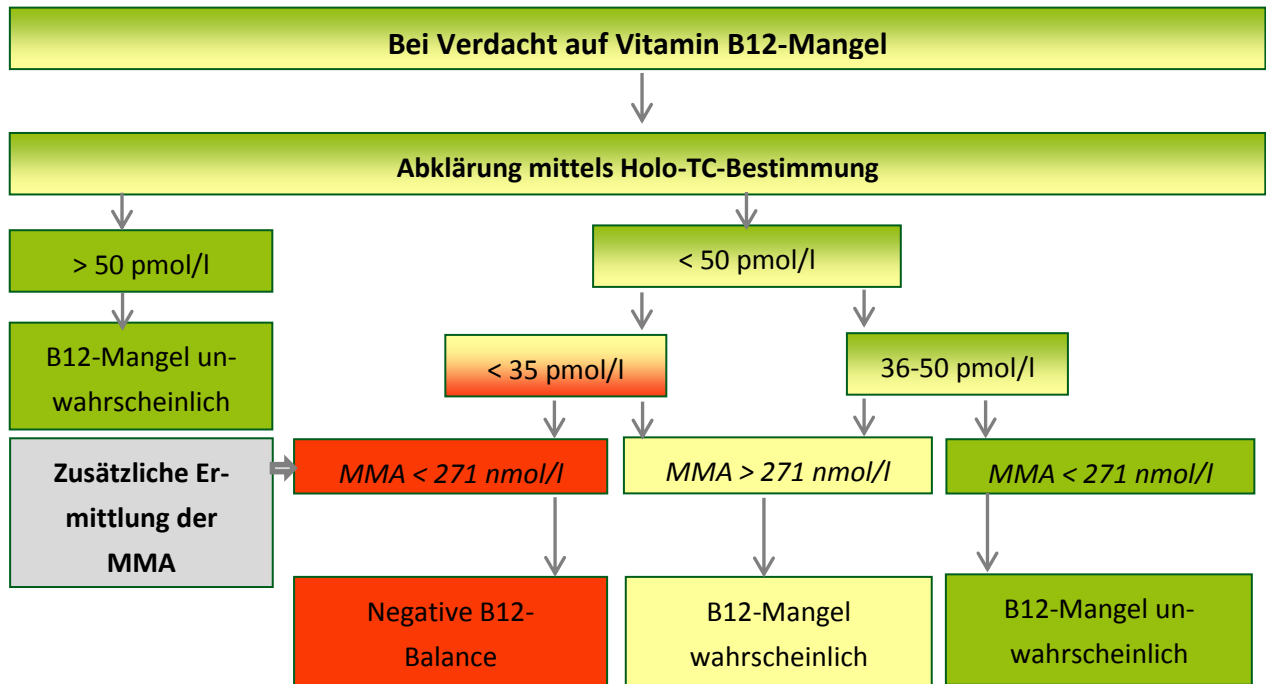 Bei Verdacht auf Vitamin B12-Mangel
Abklärung mittels Holo-TC-Bestimmung
> 50 pmol/l
< 50 pmol/l
B12-Mangel un-
wahrscheinlich
< 35 pmol/l
36-50 pmol/l
Zusätzliche Er-
mittlung der
MMA
MMA < 271 nmol/l
MMA > 271 nmol/l
MMA < 271 nmol/l
Negative B12-
Balance
B12-Mangel
wahrscheinlich
B12-Mangel un-
wahrscheinlich